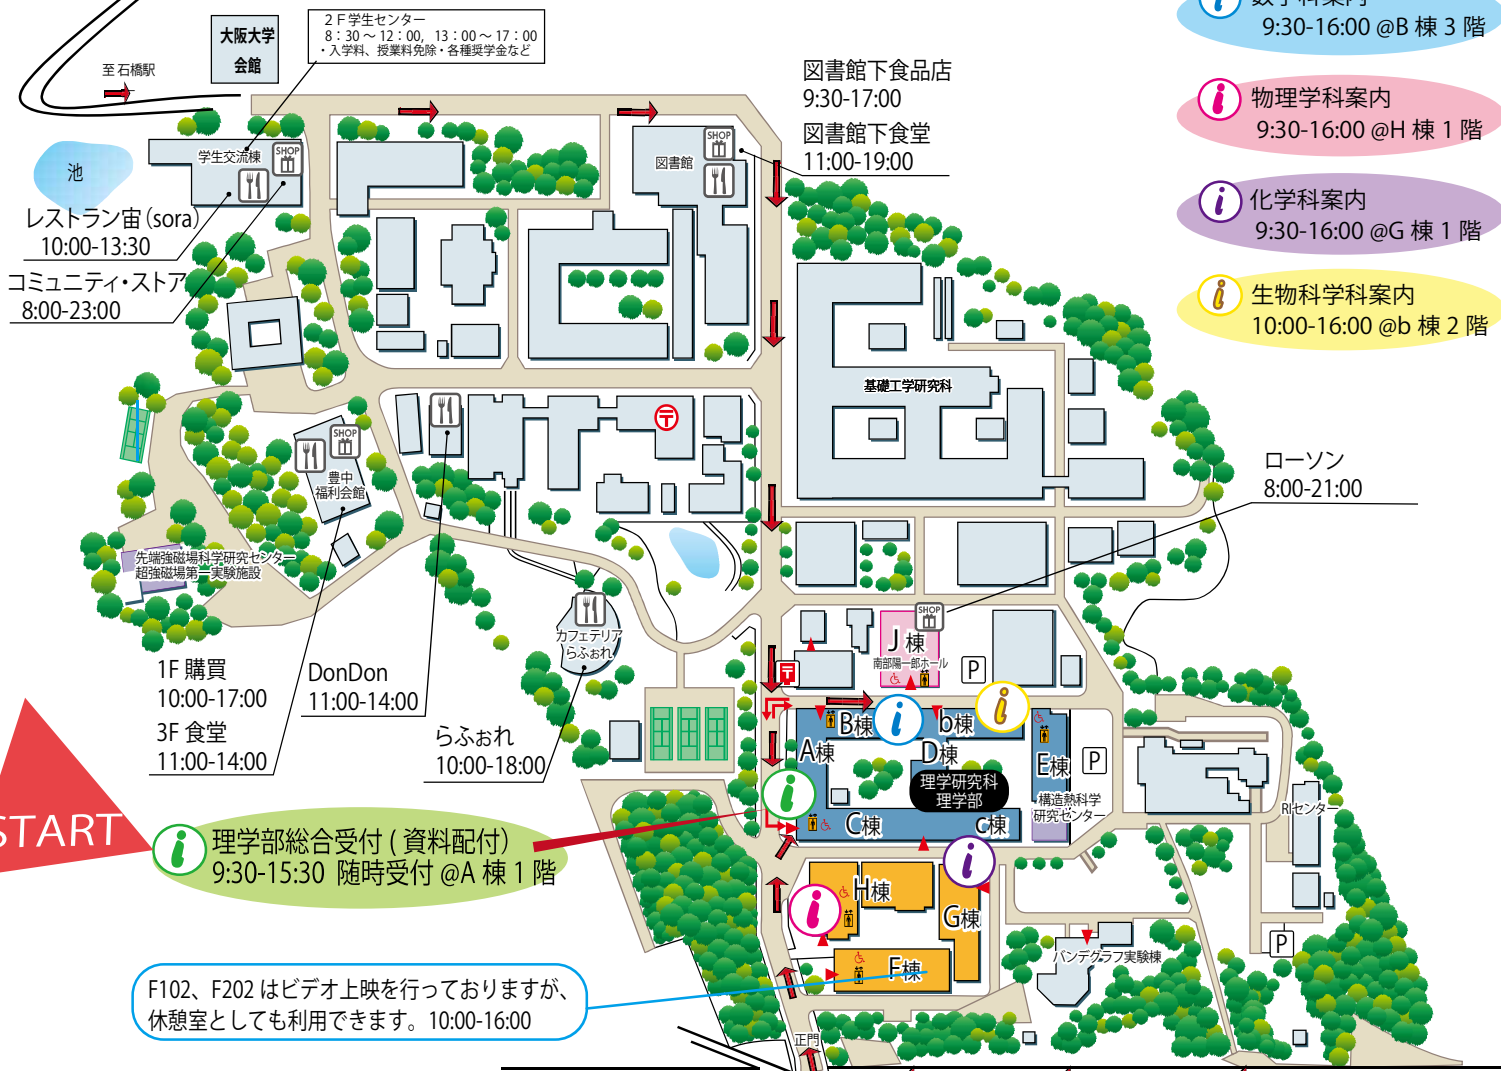 数学科案内
9:30-16:00 @B 棟 3 階
物理学科案内
9:30-16:00 @H 棟 1 階
化学科案内
9:30-16:00 @G 棟 1 階
生物科学科案内
10:00-16:00 @b 棟 2 階
大阪大学
会館
2 F 学生センター
8：30 ～ 12：00, 13：00 ～ 17：00
・入学料、授業料免除・各種奨学金など
至 石橋駅
図書館下食品店
9:30-17:00
図書館下食堂
11:00-19:00
池
学生交流棟
SHOP
図書館
SHOP
レストラン宙 (sora)
10:00-13:30
コミュニティ・ストア
8:00-23:00
基礎工学研究科
SHOP
豊中
福利会館
ローソン
8:00-21:00
先端強磁場科学研究センター
超強磁場第一実験施設
カフェテリア
らふぉれ
SHOP
J 棟
南部陽一郎ホール
P
1F 購買
10:00-17:00
3F 食堂
11:00-14:00
DonDon
11:00-14:00
らふぉれ
10:00-18:00
B棟
b棟
A棟
D棟
E棟
P
理学研究科
理学部
構造熱科学
研究センター
C棟
c棟
RIセンター
START
理学部総合受付 ( 資料配付)
9:30-15:30 随時受付 @A 棟 1 階
H棟
G棟
F棟
バンデグラフ実験棟
P
F102、F202 はビデオ上映を行っておりますが、
休憩室としても利用できます。10:00-16:00
正門